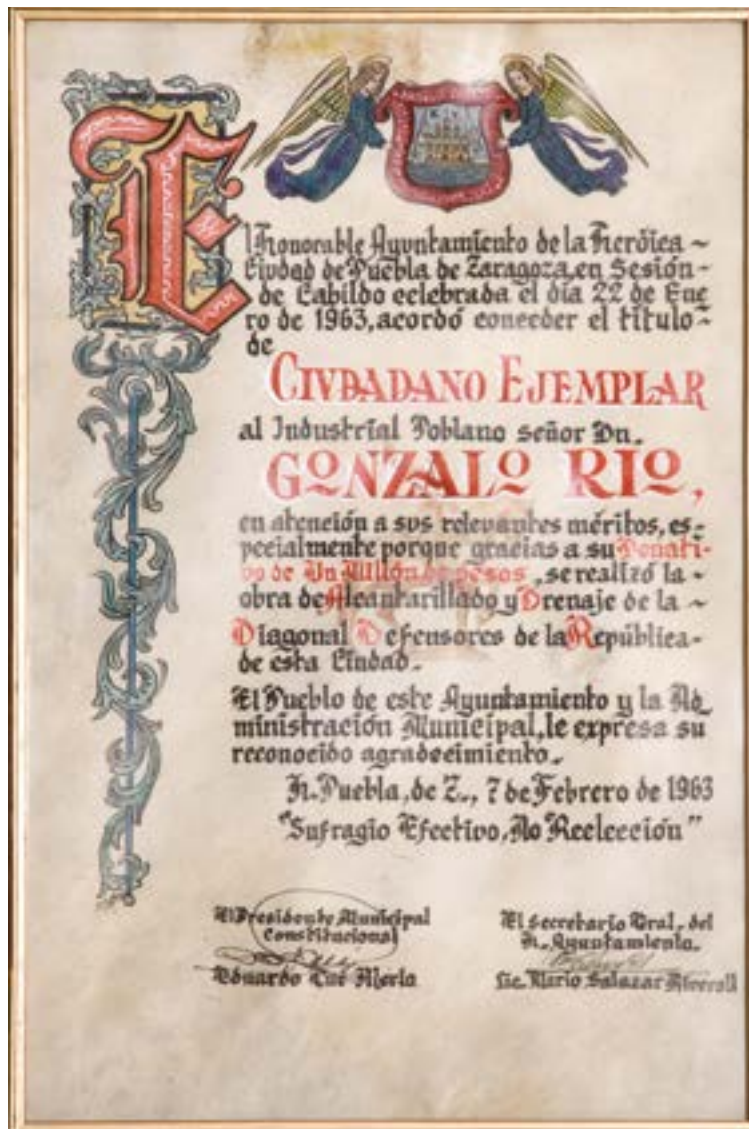 El Honorable Ayuntamiento de la Heróica ~
Ciudad de Puebla de Zaragoza, en Sesión-
de Cabildo celebrada el día 22 de Ene
ro de 1963, acordó conceder el título-
de
CIVDADANO EJEMPLAR
al Industrial Poblano señor Dn.
GONZALO RIO,
en atención a sus relevantes méritos, es-
pecialmente porque gracias a su Donati-
vo de Un Millón de pesos, se realizó la -
obra de Alcantarillado y Drenaje de la ~
Diagonal Defensores de la República-
de esta Ciudad.
El Pueblo de este Ayuntamiento y la Ad
ministración Municipal, le expresa su
reconocido agradecimiento.
H. Puebla, de Z., 7 de Febrero de 1963
"Sufragio Efectivo, No Reelección"
El Presidente Municipal
Constitucional
Eduardo Cué Merlo
El Secretario Gral. del
H. Ayuntamiento.
Lic. Mario Salazar